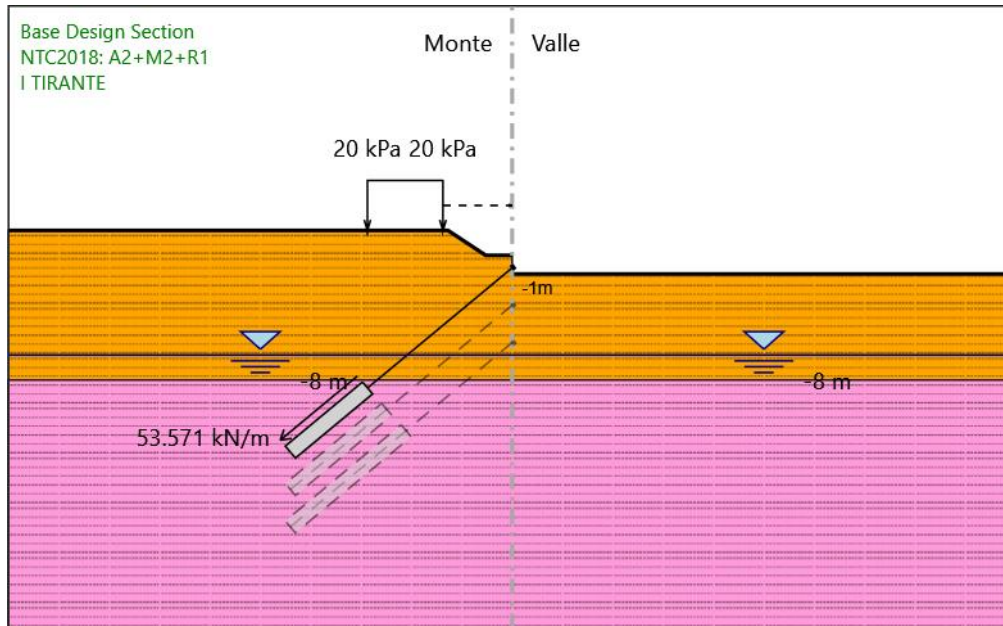 Base Design Section
NTC2018: A2+M2+R1
I TIRANTE
Monte
Valle
20 kPa 20 kPa
-1m
-8 m
-8 m
53.571 kN/m